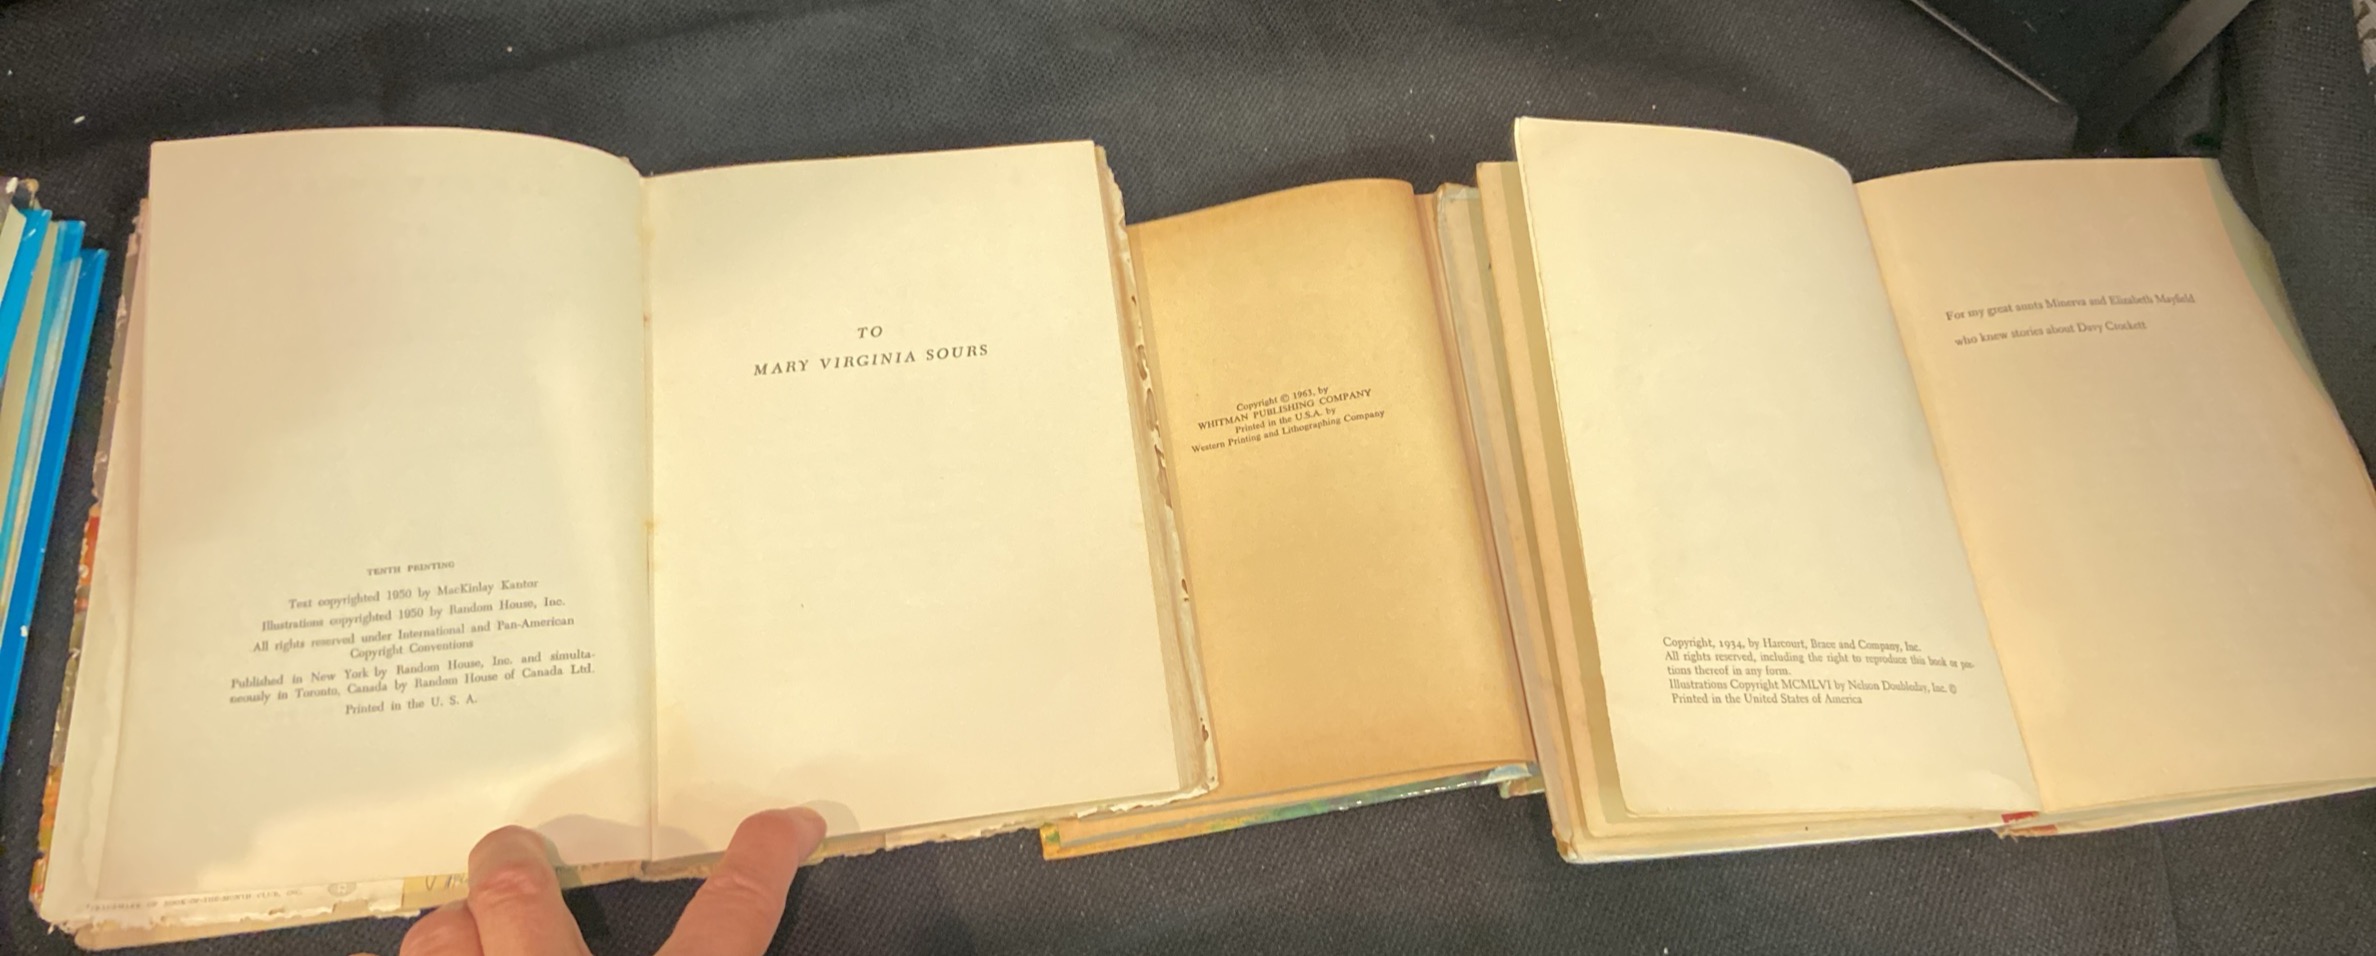 TENTH PRINTING
Text copyrighted 1950 by MacKinlay Kantor
Illustrations copyrighted 1950 by Random House, Inc.
All rights reserved under International and Pan-American
Copyright Conventions
Published in New York by Random House, Inc. and simulta-
neously in Toronto, Canada by Random House of Canada Ltd.
Printed in the U. S. A.
TO
MARY VIRGINIA SOURS
Copyright © 1963, by
WHITMAN PUBLISHING COMPANY
Printed in the U.S.A. by
Western Printing and Lithographing Company
Copyright, 1934, by Harcourt, Brace and Company, Inc.
All rights reserved, including the right to reproduce this book or por-
tions thereof in any form.
Illustrations Copyright MCMLVI by Nelson Doubleday, Inc. ©
Printed in the United States of America
For my great aunts Minerva and Elizabeth Mayfield
who knew stories about Davy Crockett